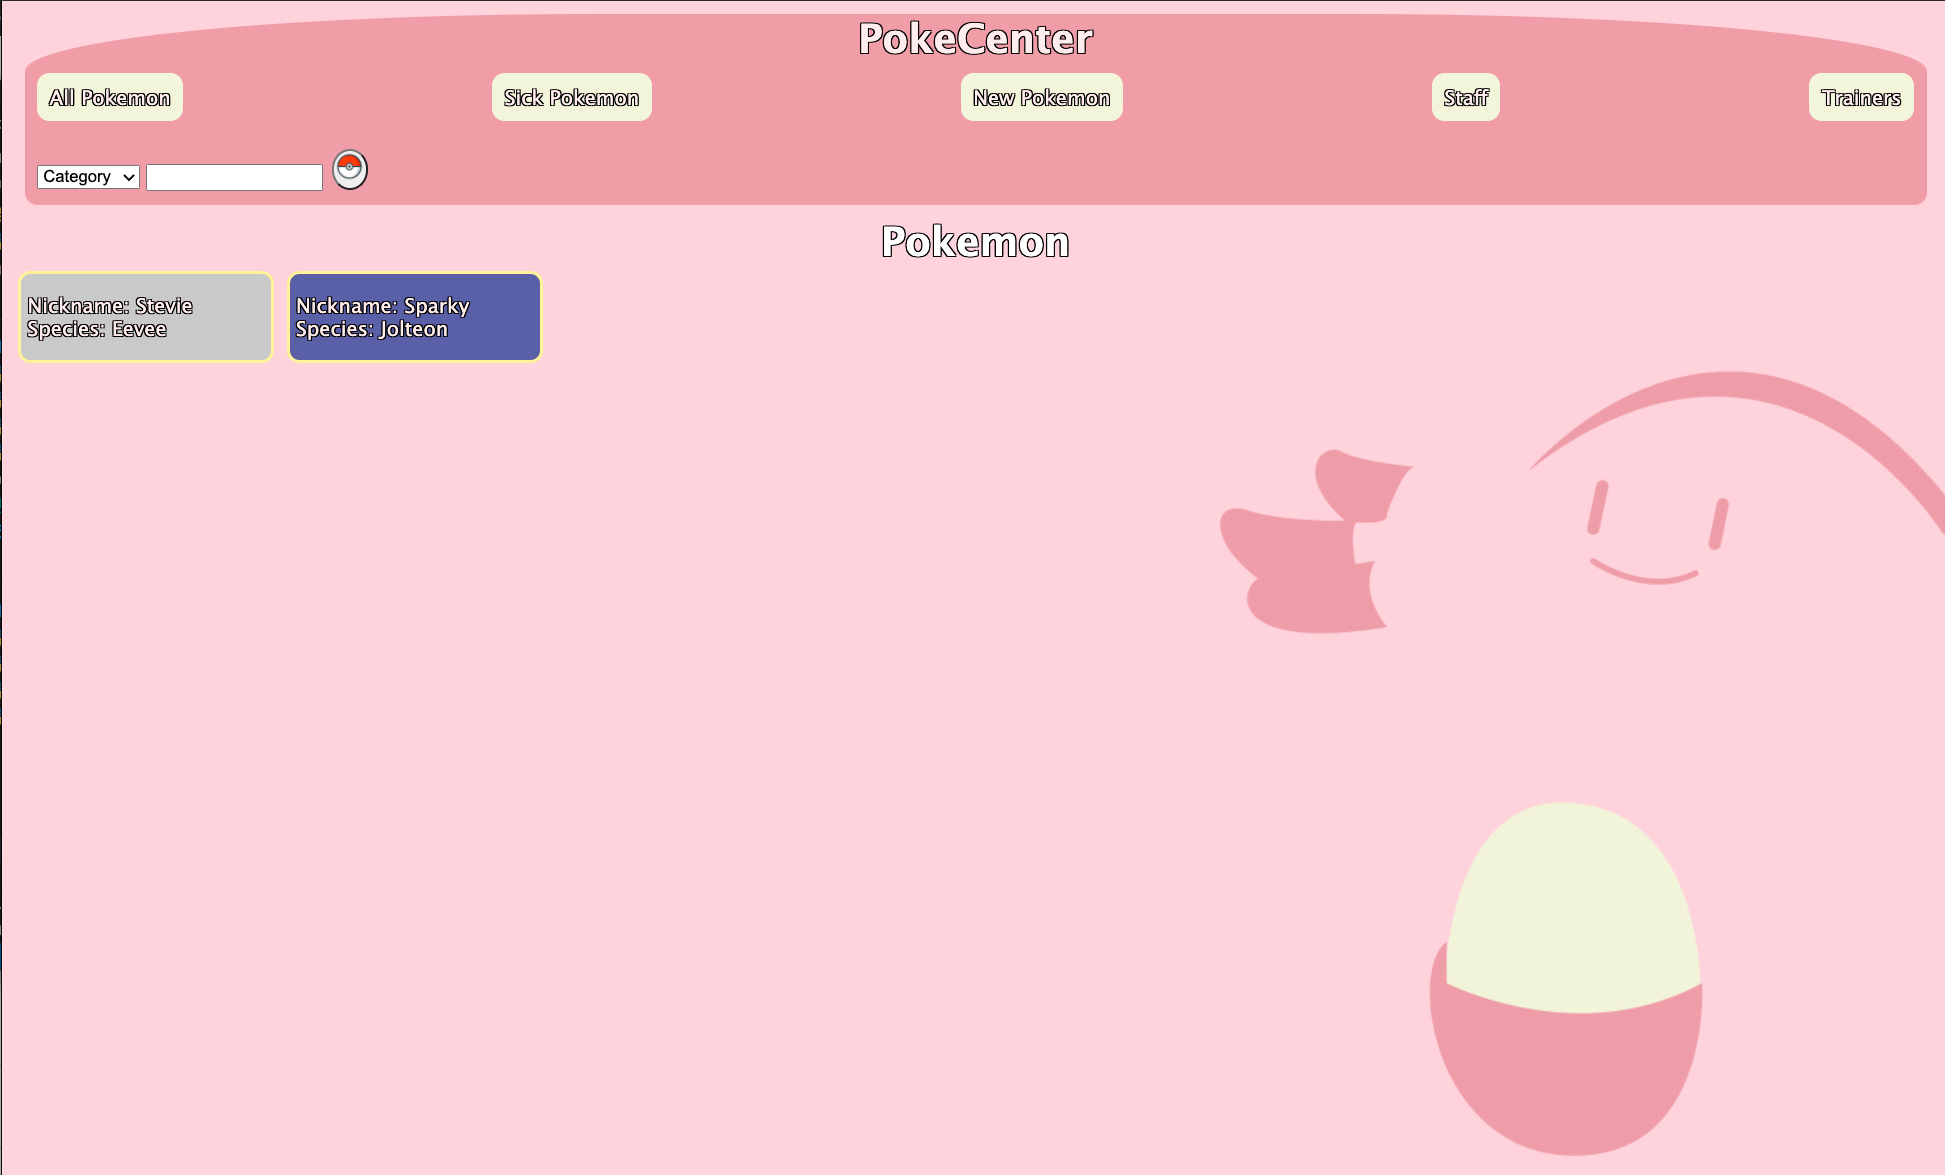 PokeCenter
All Pokemon
Sick Pokemon
New Pokemon
Staff
Trainers
Category
Pokemon
Nickname: Stevie
Species: Eevee
Nickname: Sparky
Species: Jolteon